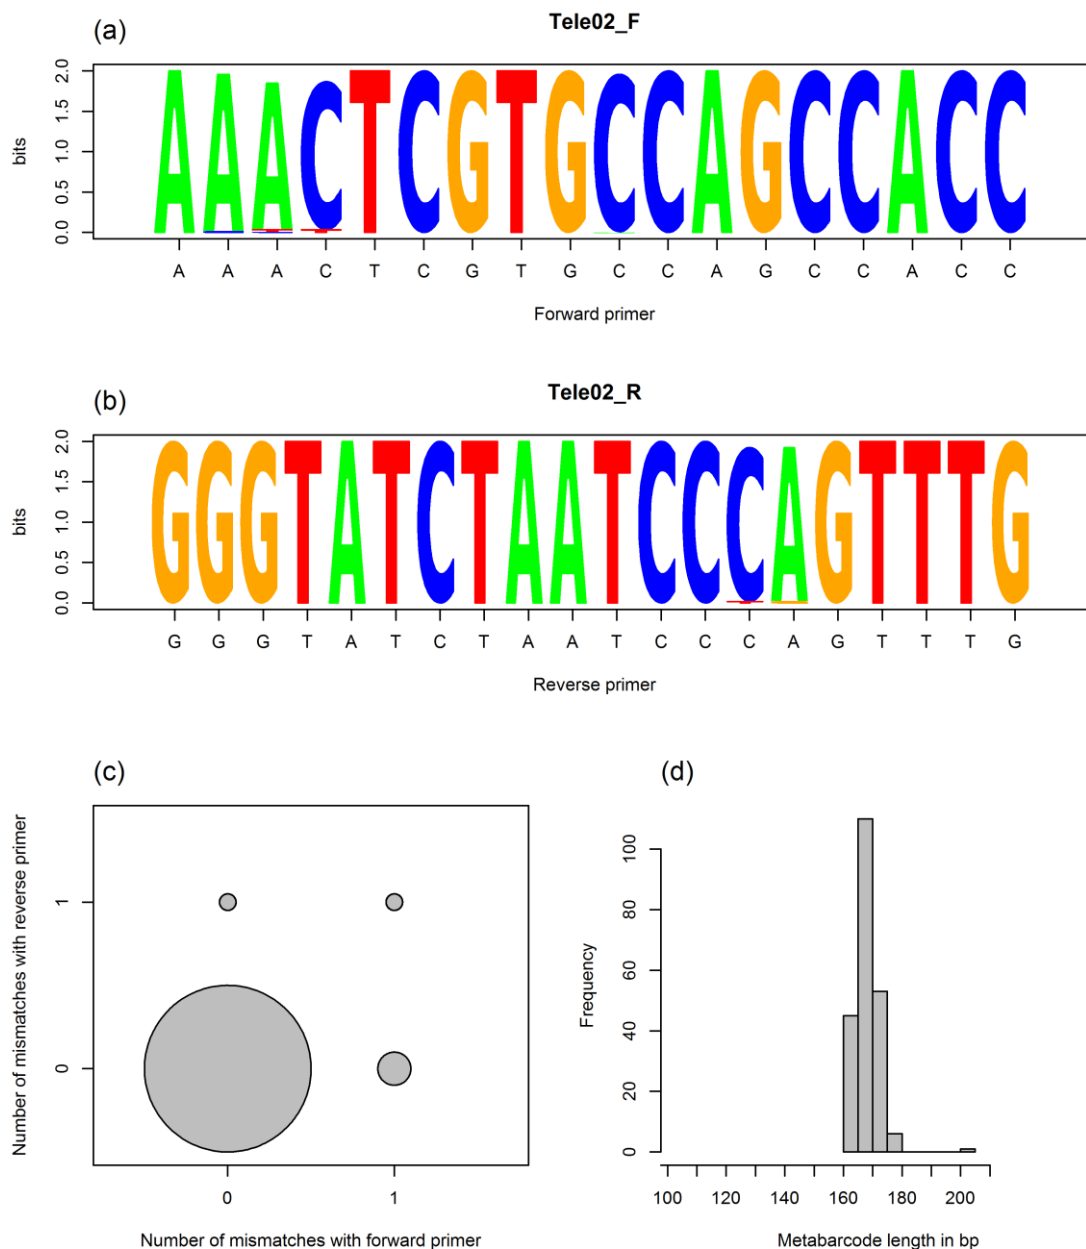 (a)
Tele02_F
bits
0.0 0.5 1.0 1.5 2.0
A A A C T C G T G C C A G C C A C C
A A A C T C G T G C C A G C C A C C
Forward primer
(b)
Tele02_R
bits
0.0 0.5 1.0 1.5 2.0
G G G T A T C T A A T C C C A G T T T G
G G G T A T C T A A T C C C A G T T T G
Reverse primer
(c)
Number of mismatches with reverse primer
0 1
0 1
Number of mismatches with forward primer
(d)
Frequency
0 20 40 60 80 100
100 120 140 160 180 200
Metabarcode length in bp